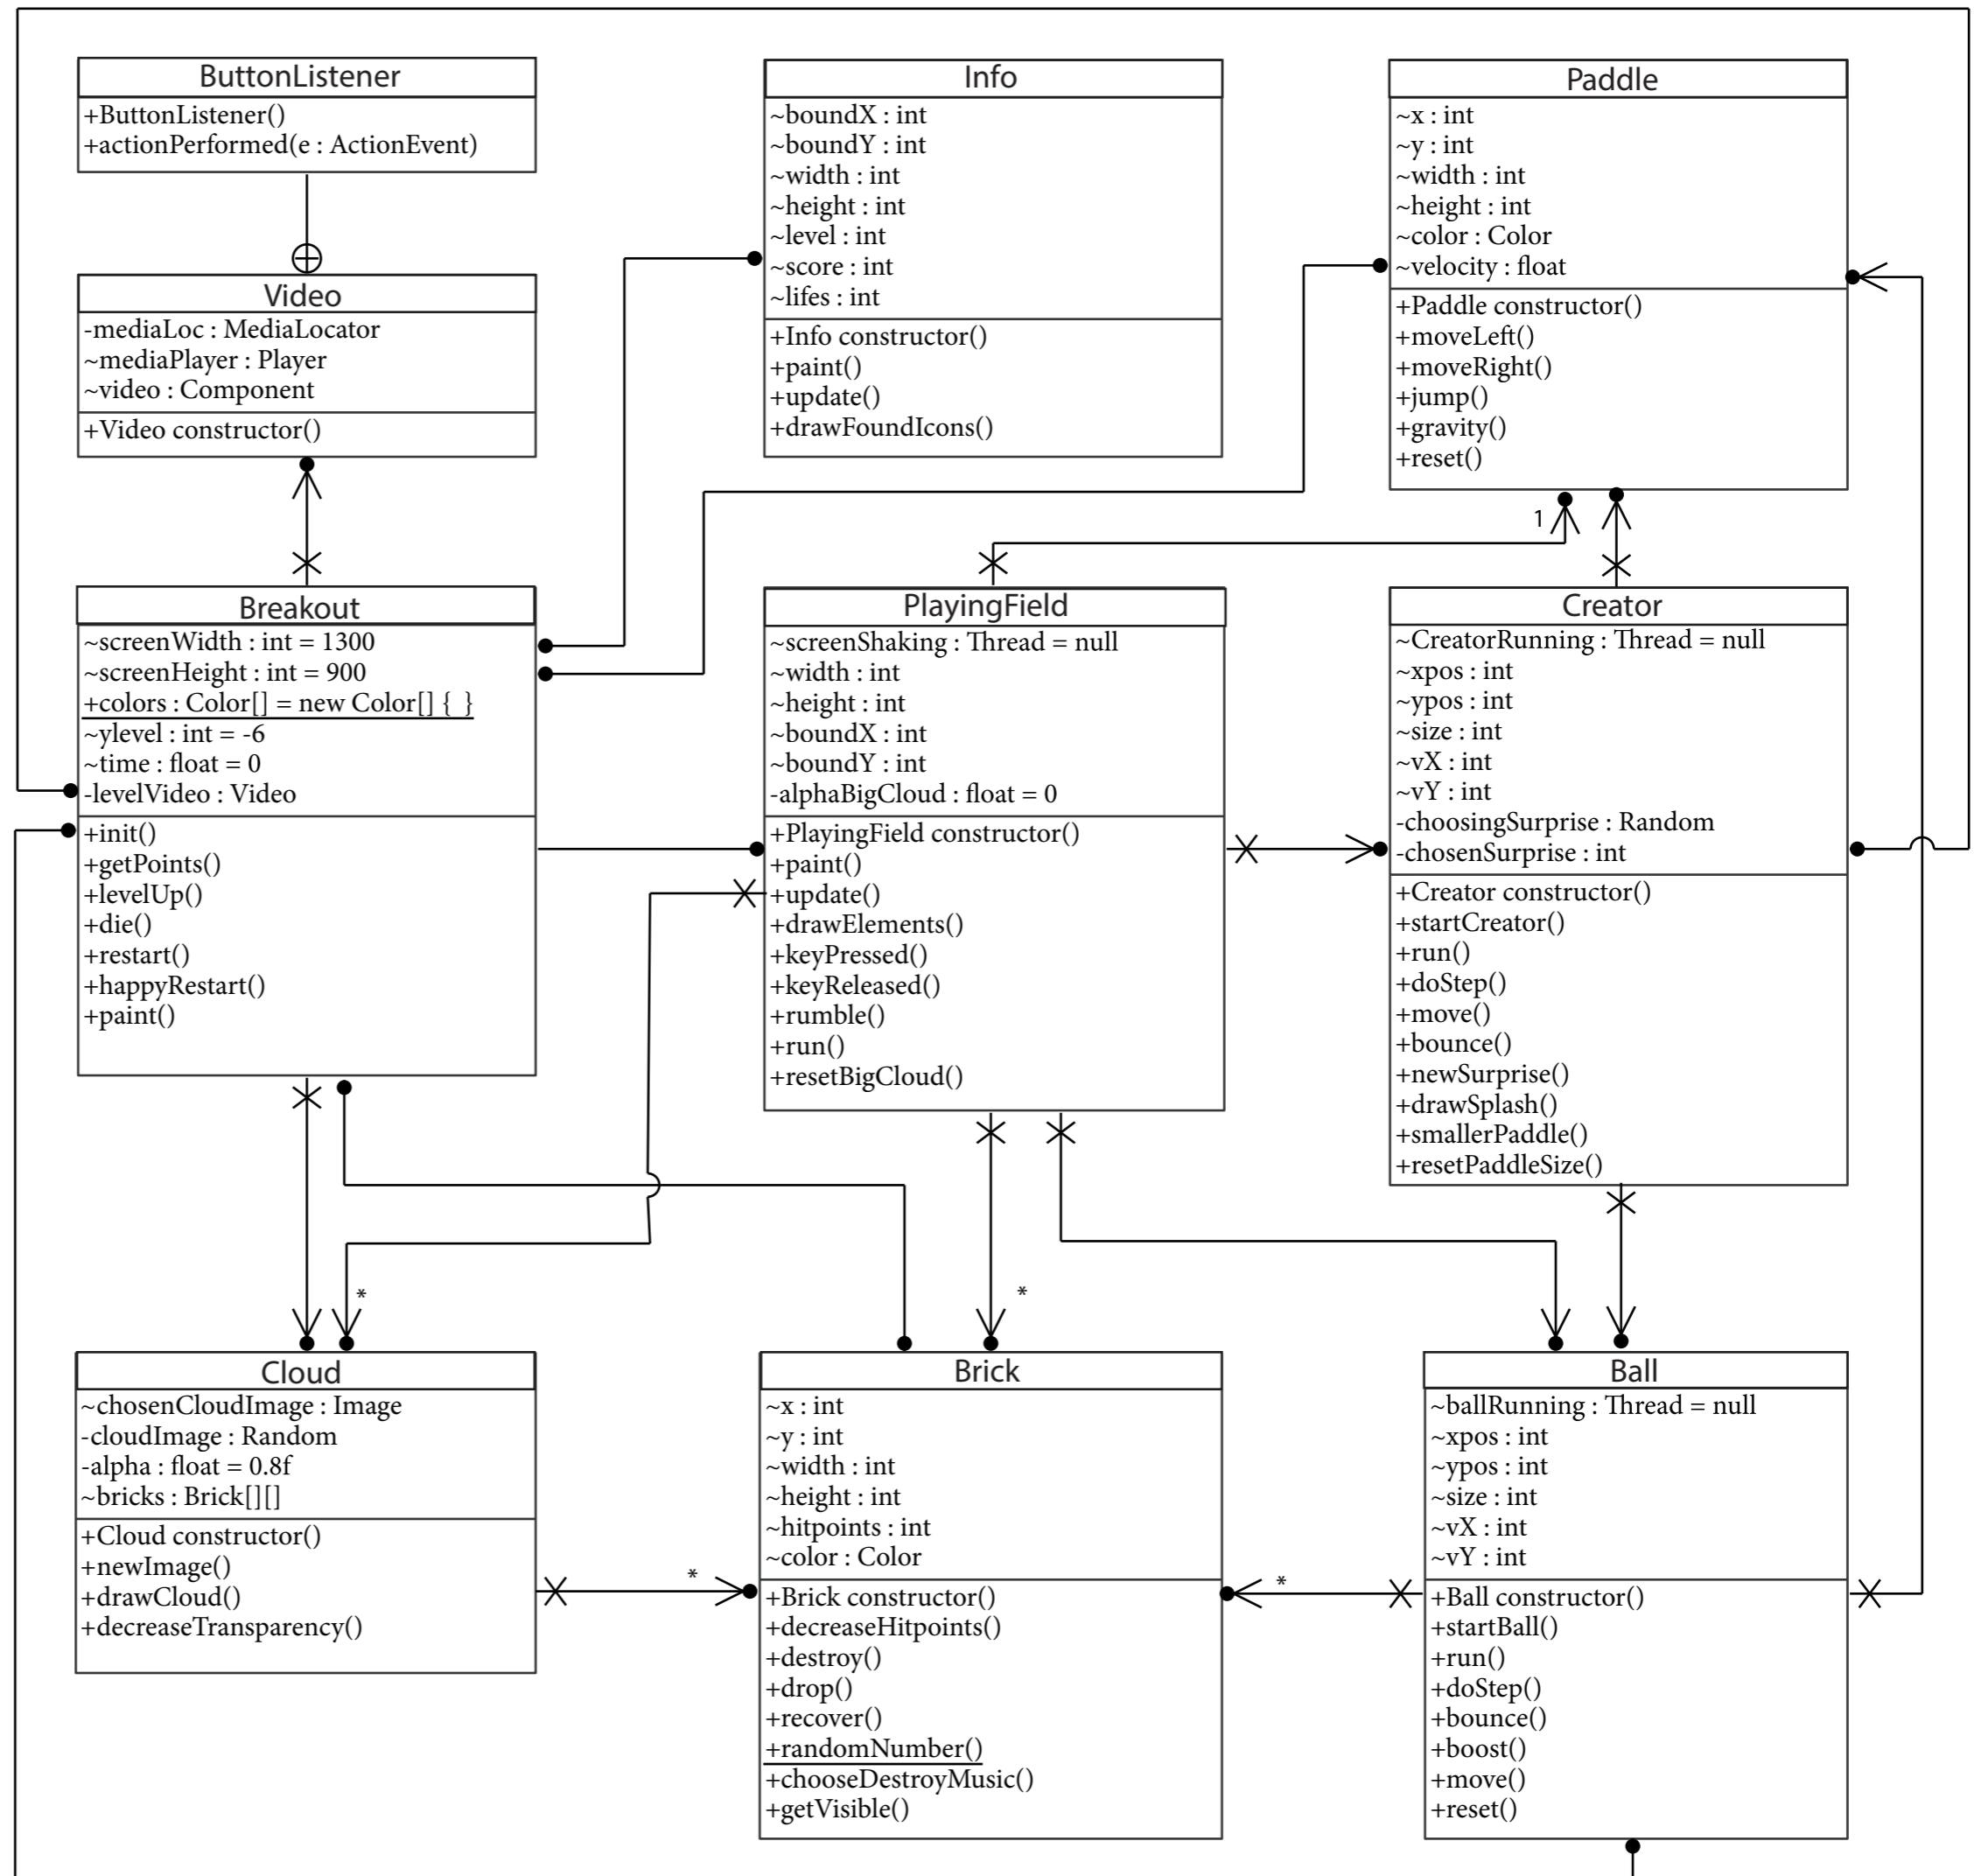 ButtonListener
+ButtonListener()
+actionPerformed(e : ActionEvent)
Info
~boundX : int
~boundY : int
~width : int
~height : int
~level : int
~score : int
~lifes : int
+Info constructor()
+paint()
+update()
+drawFoundIcons()
Paddle
~x : int
~y : int
~width : int
~height : int
~color : Color
~velocity : float
+Paddle constructor()
+moveLeft()
+moveRight()
+jump()
+gravity()
+reset()
Video
-mediaLoc : MediaLocator
~mediaPlayer : Player
~video : Component
+Video constructor()
1
Breakout
~screenWidth : int = 1300
~screenHeight : int = 900
+colors : Color[] = new Color[] { }
~ylevel : int = -6
~time : float = 0
-levelVideo : Video
+init()
+getPoints()
+levelUp()
+die()
+restart()
+happyRestart()
+paint()
PlayingField
~screenShaking : Thread = null
~width : int
~height : int
~boundX : int
~boundY : int
-alphaBigCloud : float = 0
+PlayingField constructor()
+paint()
+update()
+drawElements()
+keyPressed()
+keyReleased()
+rumble()
+run()
+resetBigCloud()
Creator
~CreatorRunning : Thread = null
~xpos : int
~ypos : int
~size : int
~vX : int
~vY : int
-choosingSurprise : Random
-chosenSurprise : int
+Creator constructor()
+startCreator()
+run()
+doStep()
+move()
+bounce()
+newSurprise()
+drawSplash()
+smallerPaddle()
+resetPaddleSize()
*
*
Cloud
~chosenCloudImage : Image
-cloudImage : Random
-alpha : float = 0.8f
~bricks : Brick[][]
+Cloud constructor()
+newImage()
+drawCloud()
+decreaseTransparency()
*
Brick
~x : int
~y : int
~width : int
~height : int
~hitpoints : int
~color : Color
+Brick constructor()
+decreaseHitpoints()
+destroy()
+drop()
+recover()
+randomNumber()
+chooseDestroyMusic()
+getVisible()
*
Ball
~ballRunning : Thread = null
~xpos : int
~ypos : int
~size : int
~vX : int
~vY : int
+Ball constructor()
+startBall()
+run()
+doStep()
+bounce()
+boost()
+move()
+reset()